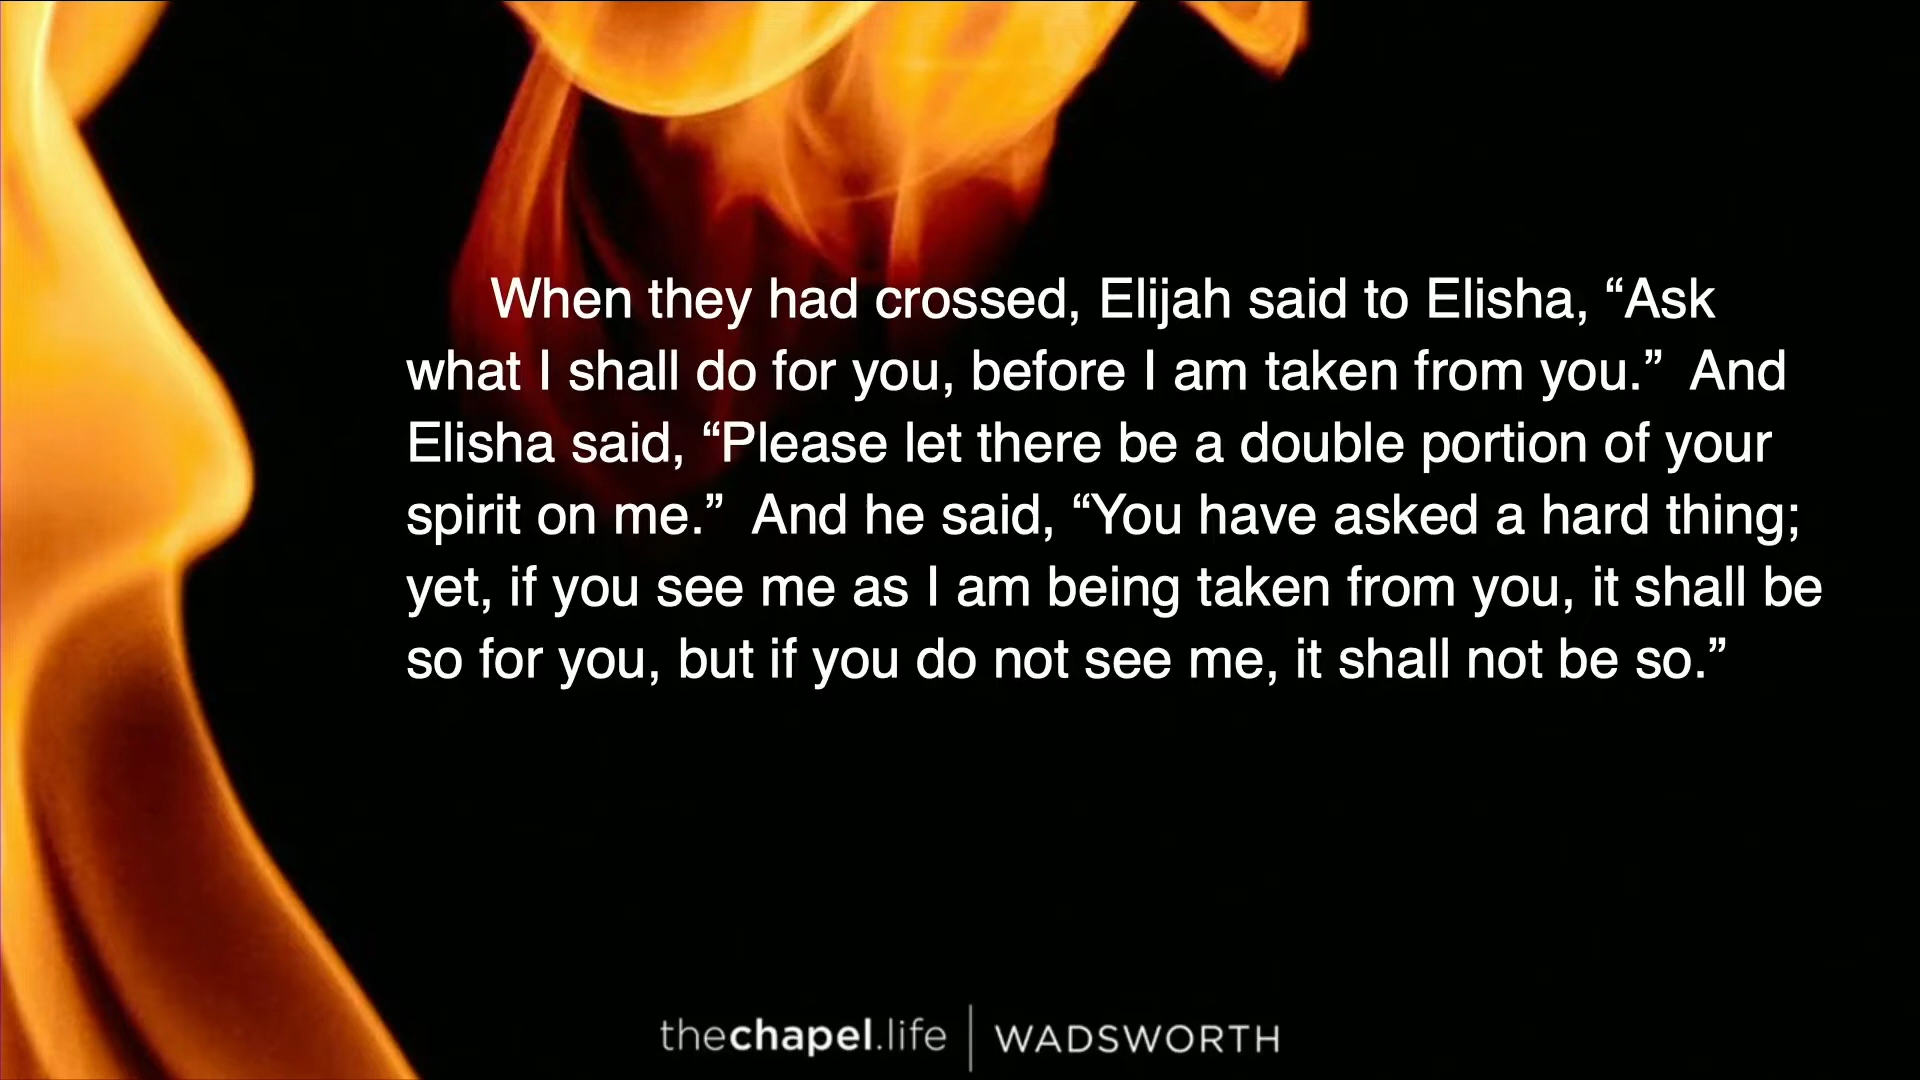 When they had crossed, Elijah said to Elisha, “Ask
what I shall do for you, before I am taken from you.”  And
Elisha said, “Please let there be a double portion of your
spirit on me.”  And he said, “You have asked a hard thing;
yet, if you see me as I am being taken from you, it shall be
so for you, but if you do not see me, it shall not be so.”
thechapel.life | WADSWORTH